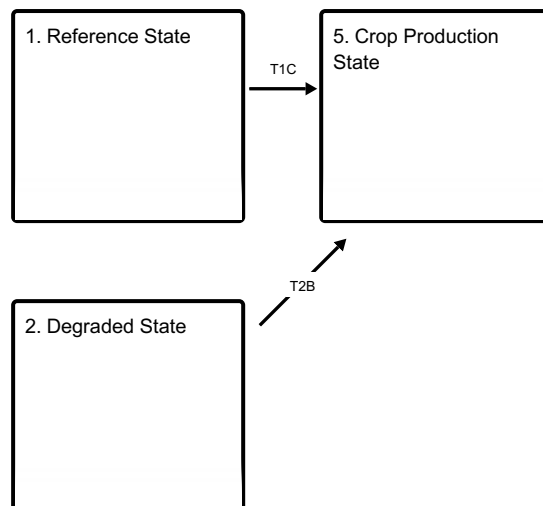 1. Reference State
5. Crop Production
State
T1C
T2B
2. Degraded State